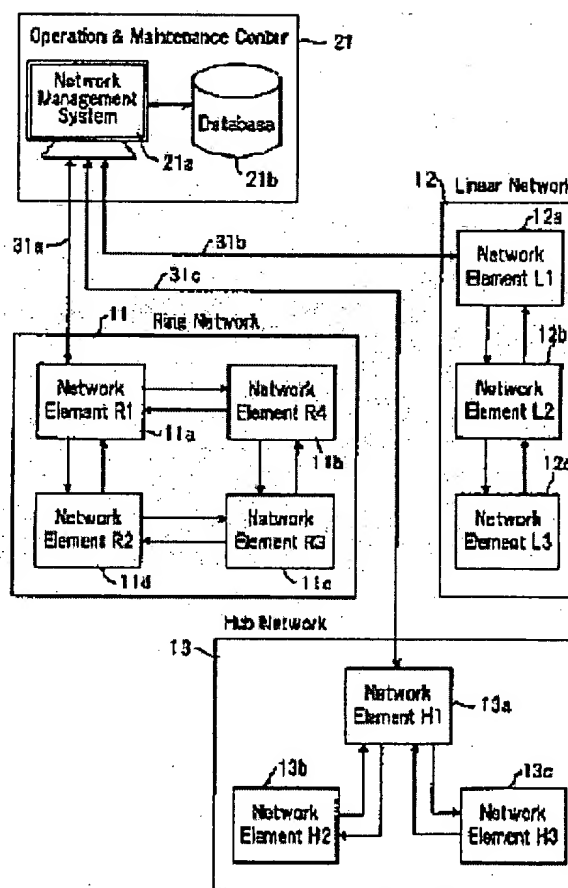 Operation & Maintenance Center
21
Network
Management
System
Database
21a
21b
12
Linear Network
12a
31a
31b
31c
Network
Element L1
11
Ring Network
12b
Network
Element R1
Network
Element R4
Network
Element L2
11a
11b
Network
Element R2
Network
Element R3
Network
Element L3
11d
11c
Hub Network
13
Network
Element H1
13a
13b
13c
Network
Element H2
Network
Element H3